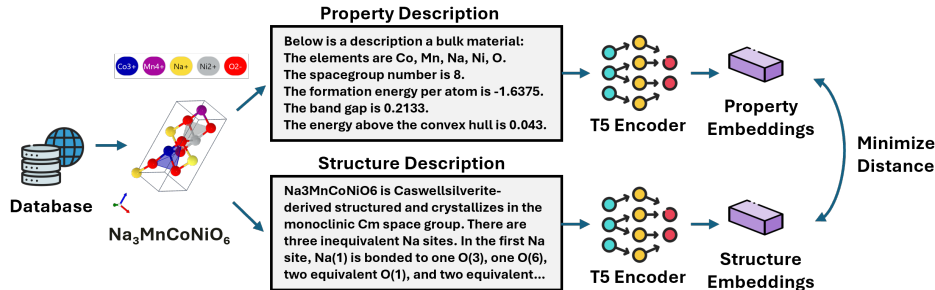 Property Description
Below is a description a bulk material:
The elements are Co, Mn, Na, Ni, O.
The spacegroup number is 8.
The formation energy per atom is -1.6375.
The band gap is 0.2133.
The energy above the convex hull is 0.043.
Co3+ Mn4+ Na+ Ni2+ O2-
Database
Na₃MnCoNiO₆
Structure Description
Na3MnCoNiO6 is Caswellsilverite-
derived structured and crystallizes in the
monoclinic Cm space group. There are
three inequivalent Na sites. In the first Na
site, Na(1) is bonded to one O(3), one O(6),
two equivalent O(1), and two equivalent...
T5 Encoder
Property
Embeddings
T5 Encoder
Structure
Embeddings
Minimize
Distance